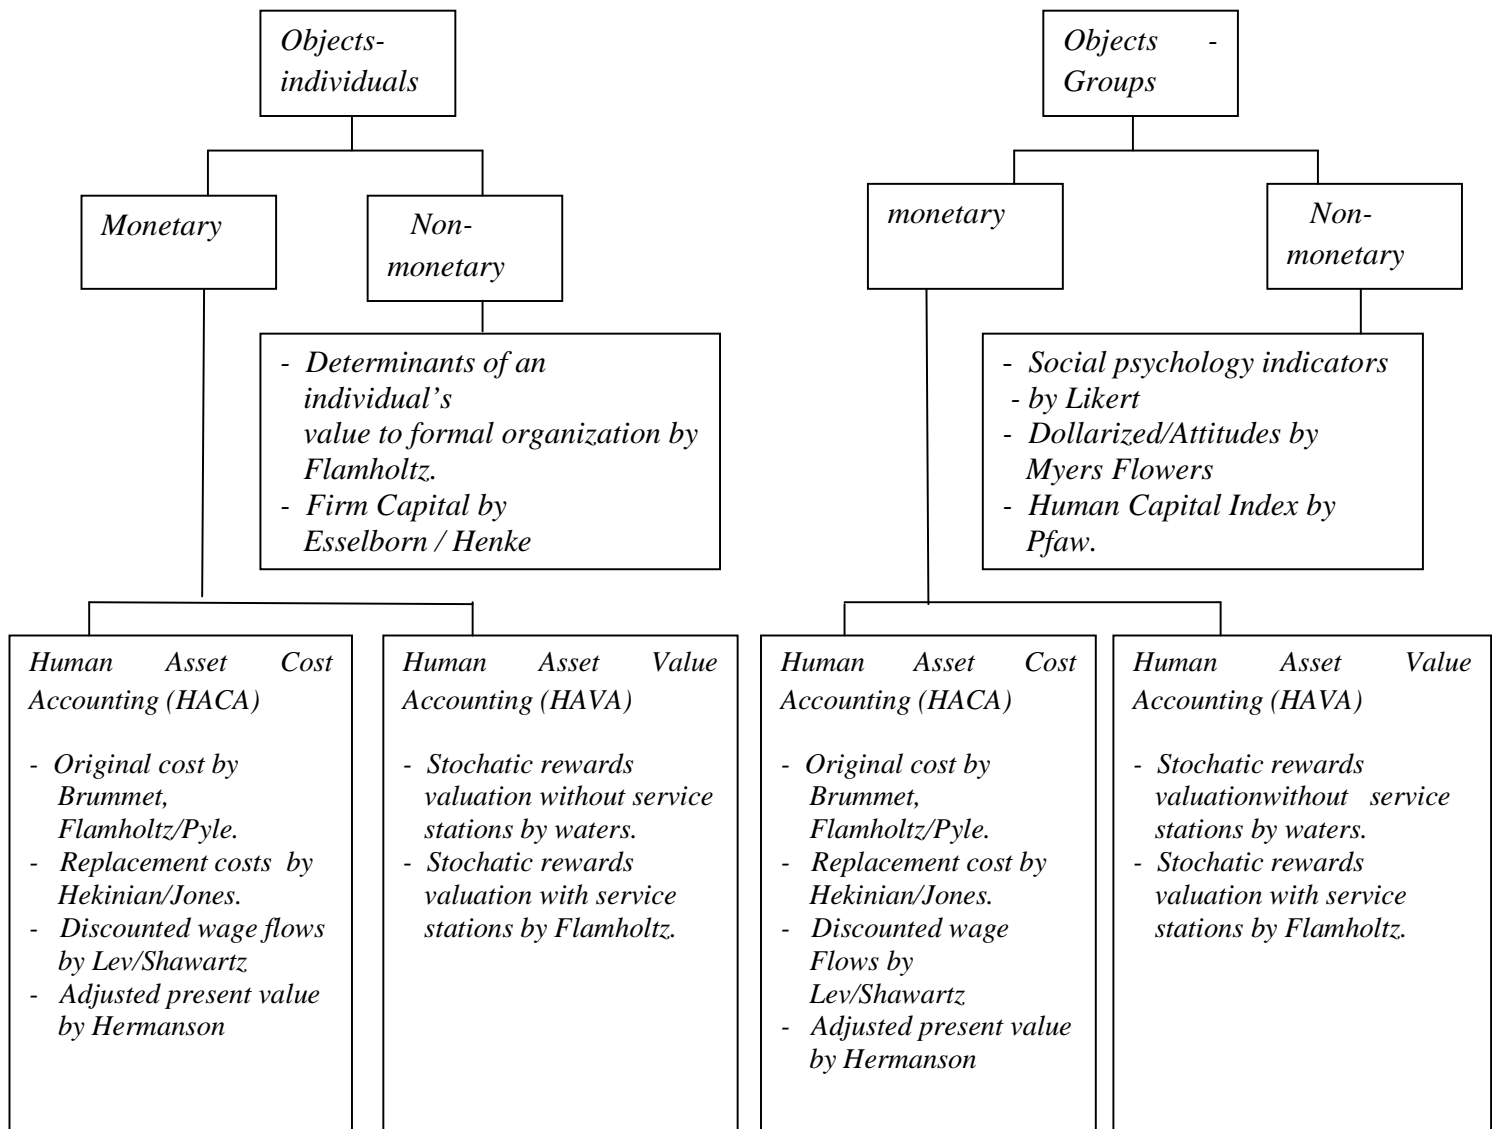 Objects-
individuals
Objects -
Groups
Monetary
Non-
monetary
monetary
Non-
monetary
- Determinants of an
individual's
value to formal organization by
Flamholtz.
- Firm Capital by
Esselborn / Henke
- Social psychology indicators
- by Likert
- Dollarized/Attitudes by
Myers Flowers
- Human Capital Index by
Pfaw.
Human Asset Cost
Accounting (HACA)
- Original cost by
Brummet,
Flamholtz/Pyle.
- Replacement costs by
Hekinian/Jones.
- Discounted wage flows
by Lev/Shawartz
- Adjusted present value
by Hermanson
Human Asset Value
Accounting (HAVA)
- Stochatic rewards
valuation without service
stations by waters.
- Stochatic rewards
valuation with service
stations by Flamholtz.
Human Asset Cost
Accounting (HACA)
- Original cost by
Brummet,
Flamholtz/Pyle.
- Replacement cost by
Hekinian/Jones.
- Discounted wage
Flows by
Lev/Shawartz
- Adjusted present value
by Hermanson
Human Asset Value
Accounting (HAVA)
- Stochatic rewards
valuationwithout service
stations by waters.
- Stochatic rewards
valuation with service
stations by Flamholtz.